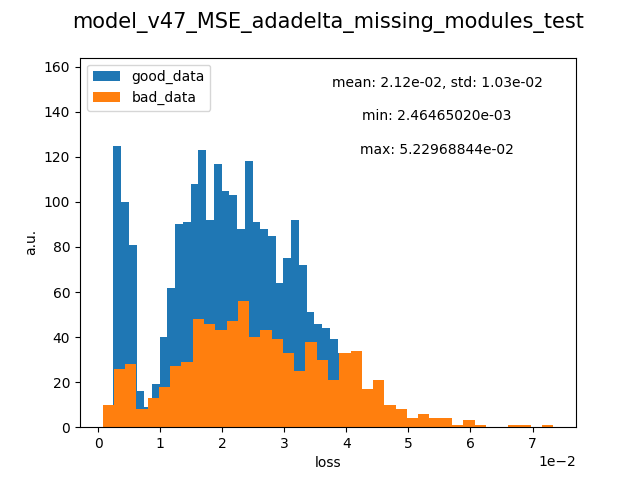 model_v47_MSE_adadelta_missing_modules_test
good_data
bad_data
mean: 2.12e-02, std: 1.03e-02
min: 2.46465020e-03
max: 5.22968844e-02
160
140
120
100
80
60
40
20
0
a.u.
0 1 2 3 4 5 6 7
1e−2
loss